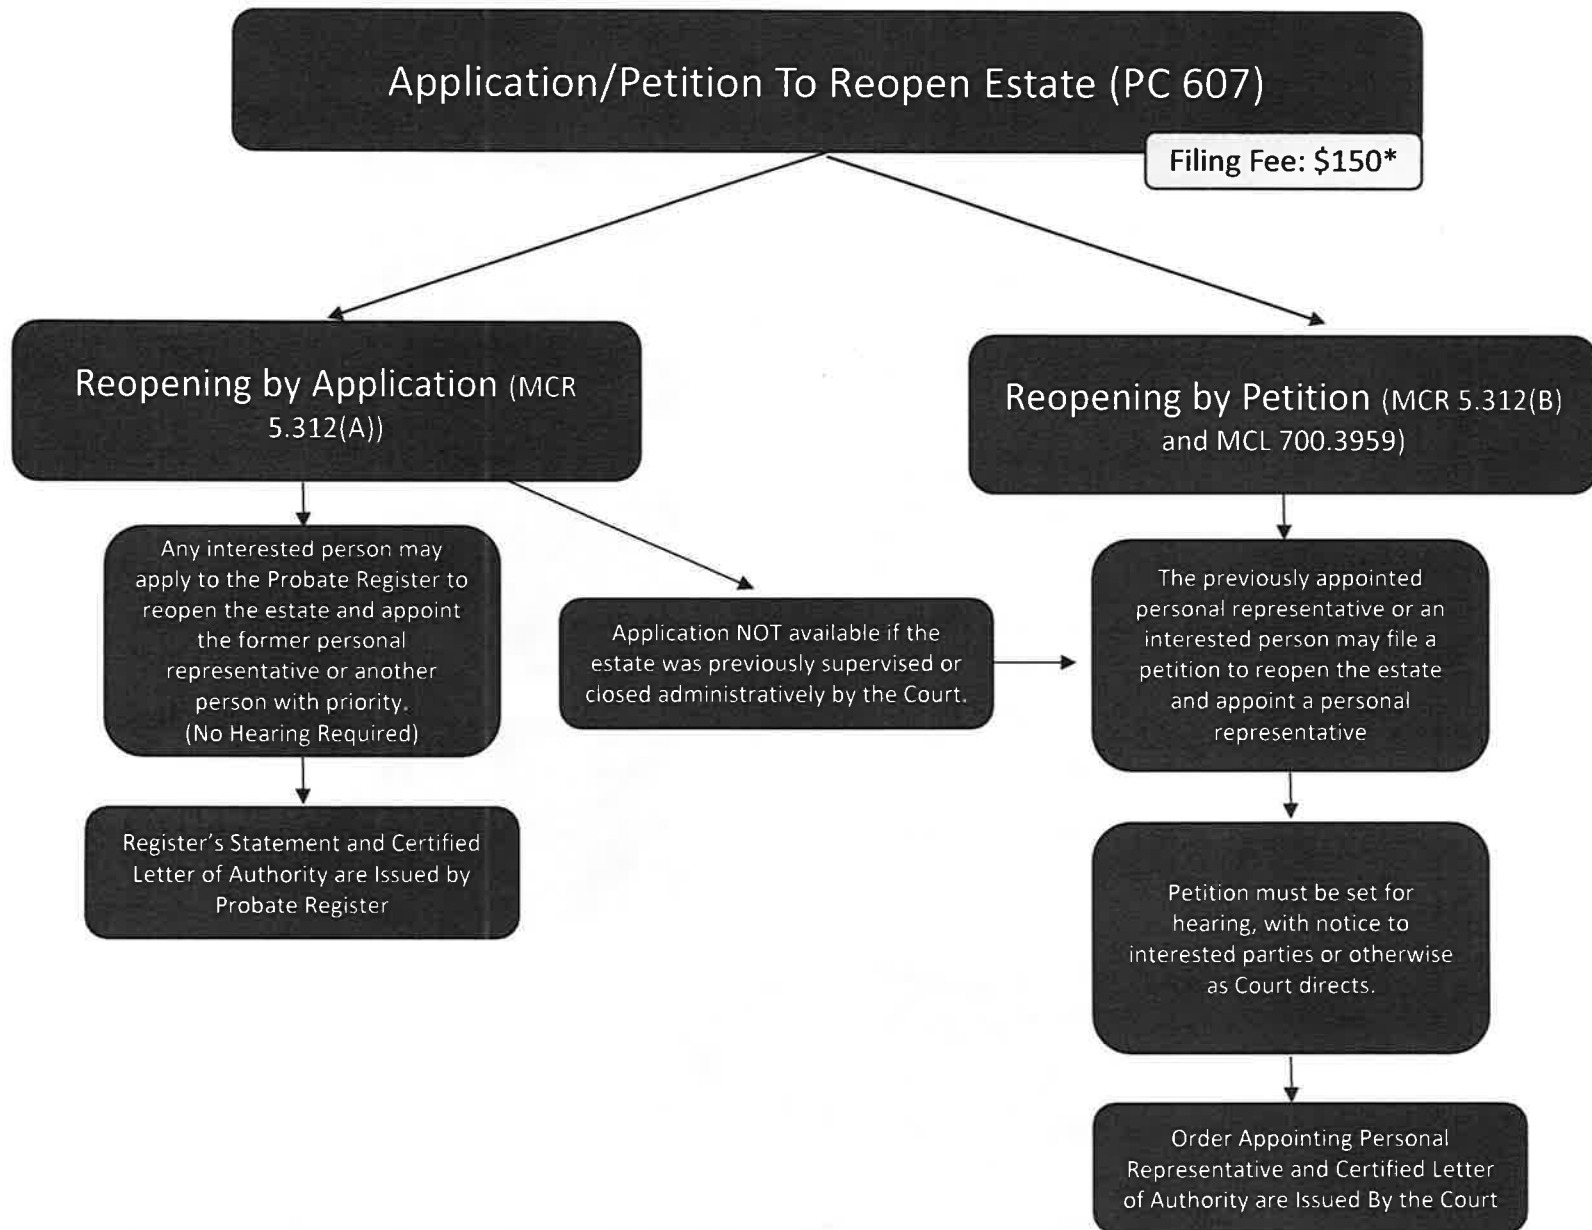 Application/Petition To Reopen Estate (PC 607)
Filing Fee: $150*
Reopening by Application (MCR
5.312(A))
Any interested person may
apply to the Probate Register to
reopen the estate and appoint
the former personal
representative or another
person with priority.
(No Hearing Required)
Register's Statement and Certified
Letter of Authority are Issued by
Probate Register
Application NOT available if the
estate was previously supervised or
closed administratively by the Court.
Reopening by Petition (MCR 5.312(B)
and MCL 700.3959)
The previously appointed
personal representative or an
interested person may file a
petition to reopen the estate
and appoint a personal
representative
Petition must be set for
hearing, with notice to
interested parties or otherwise
as Court directs.
Order Appointing Personal
Representative and Certified Letter
of Authority are Issued By the Court